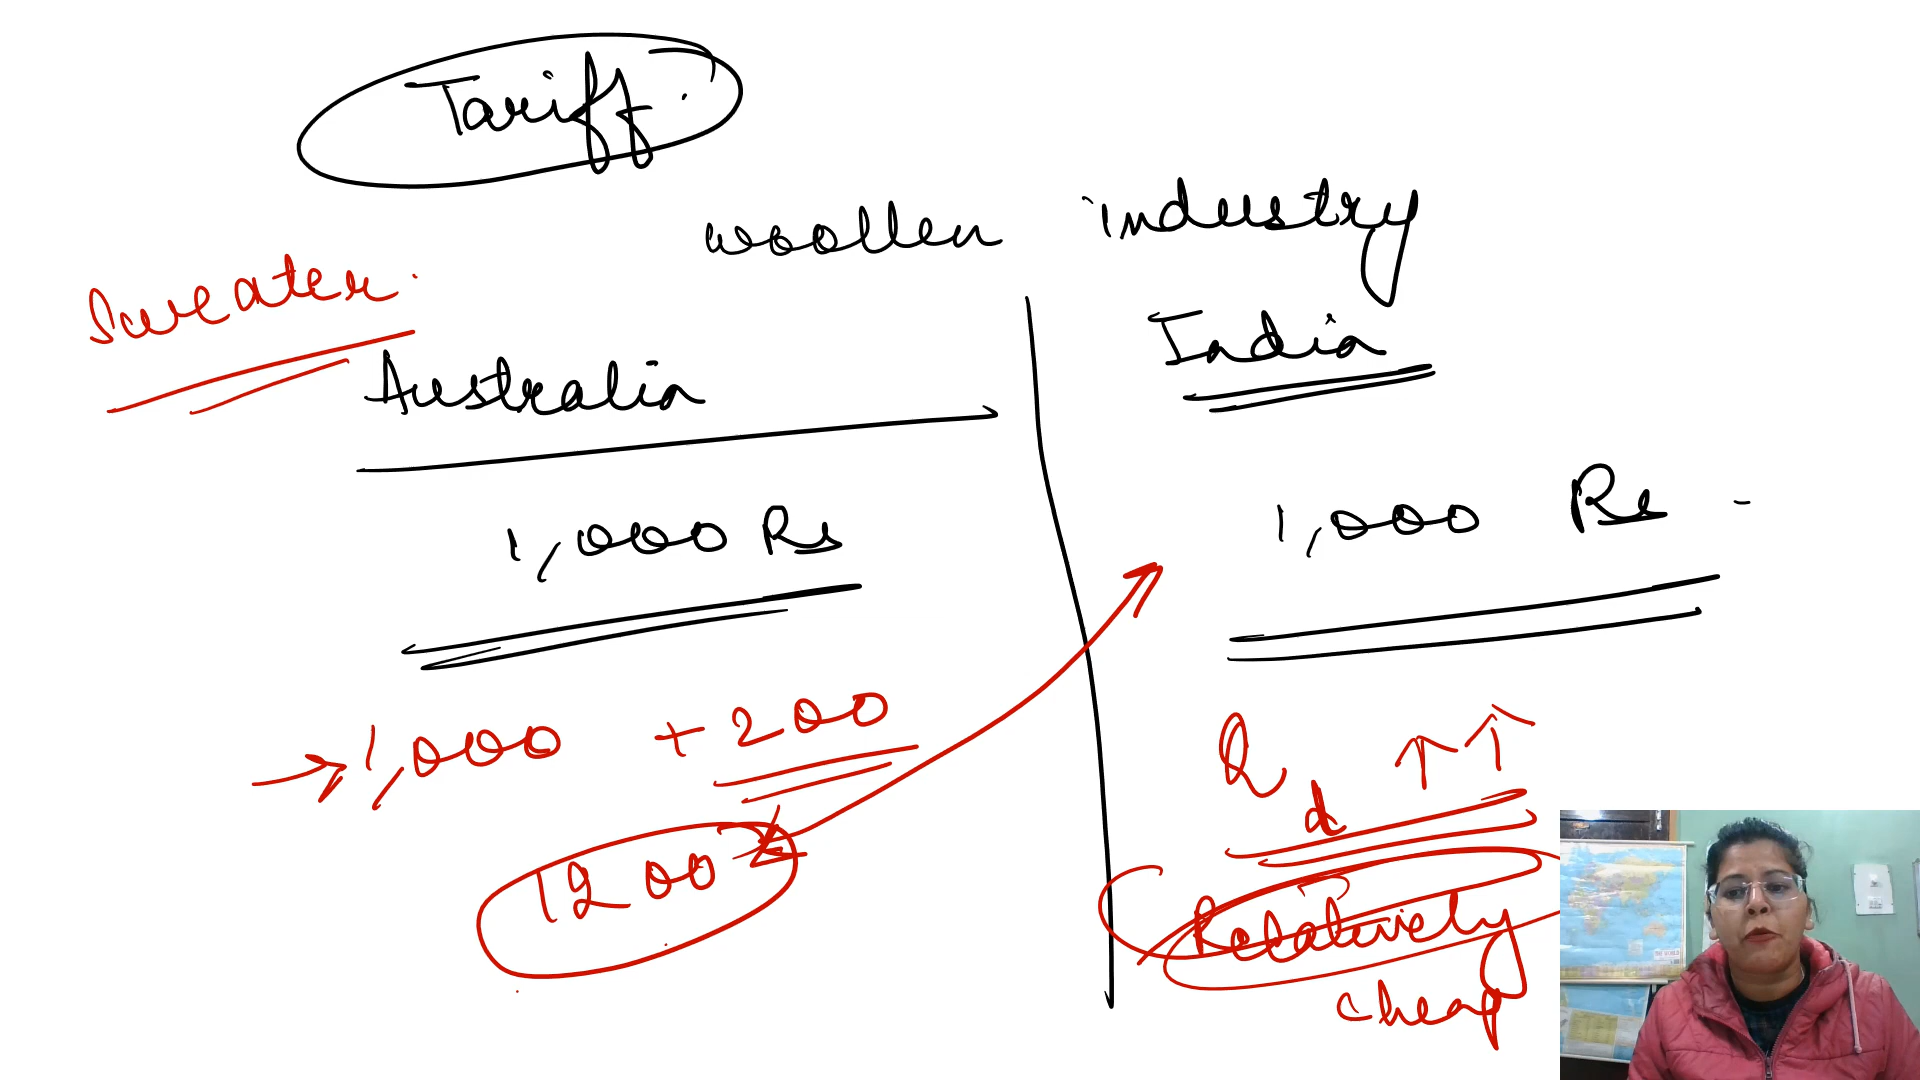 Tariff.
woollen industry
Sweater.
Australia
India
1,000 Rs
1,000 Rs -
→ 1,000 + 200
1200
Qd ↑↑
Relatively
cheap